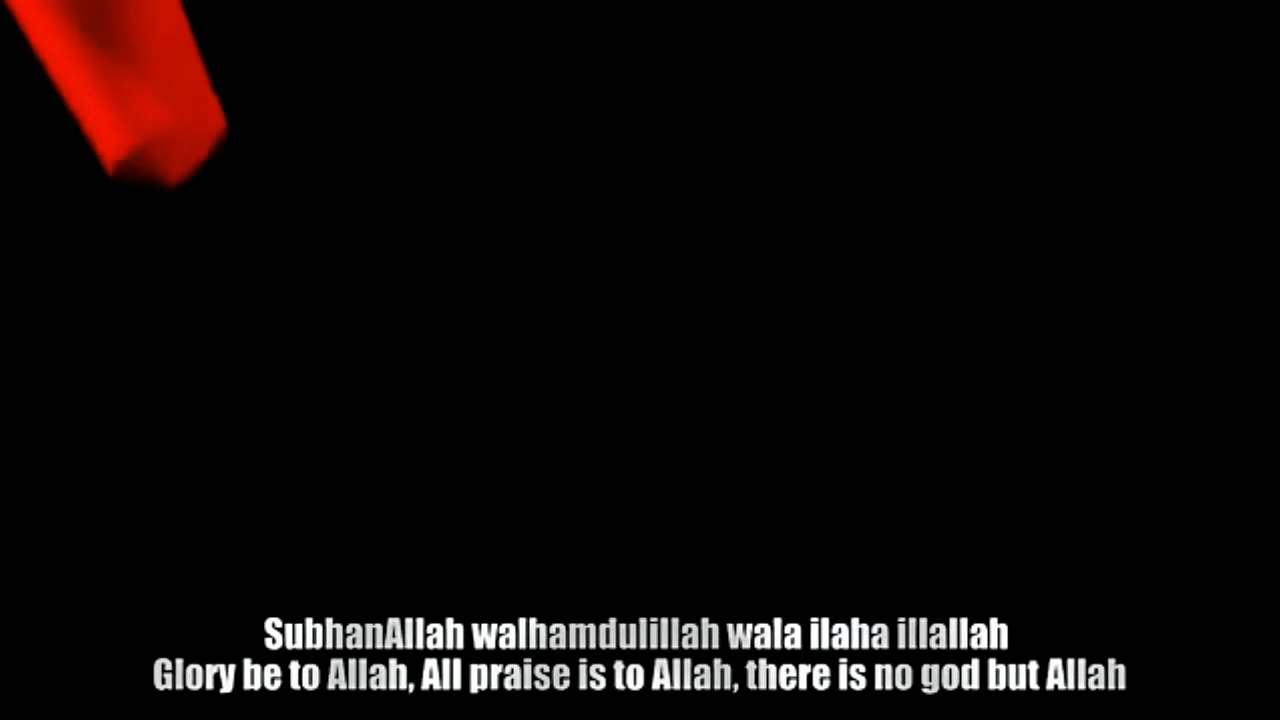 SubhanAllah walhamdulillah wala ilaha illallah
Glory be to Allah, All praise is to Allah, there is no god but Allah